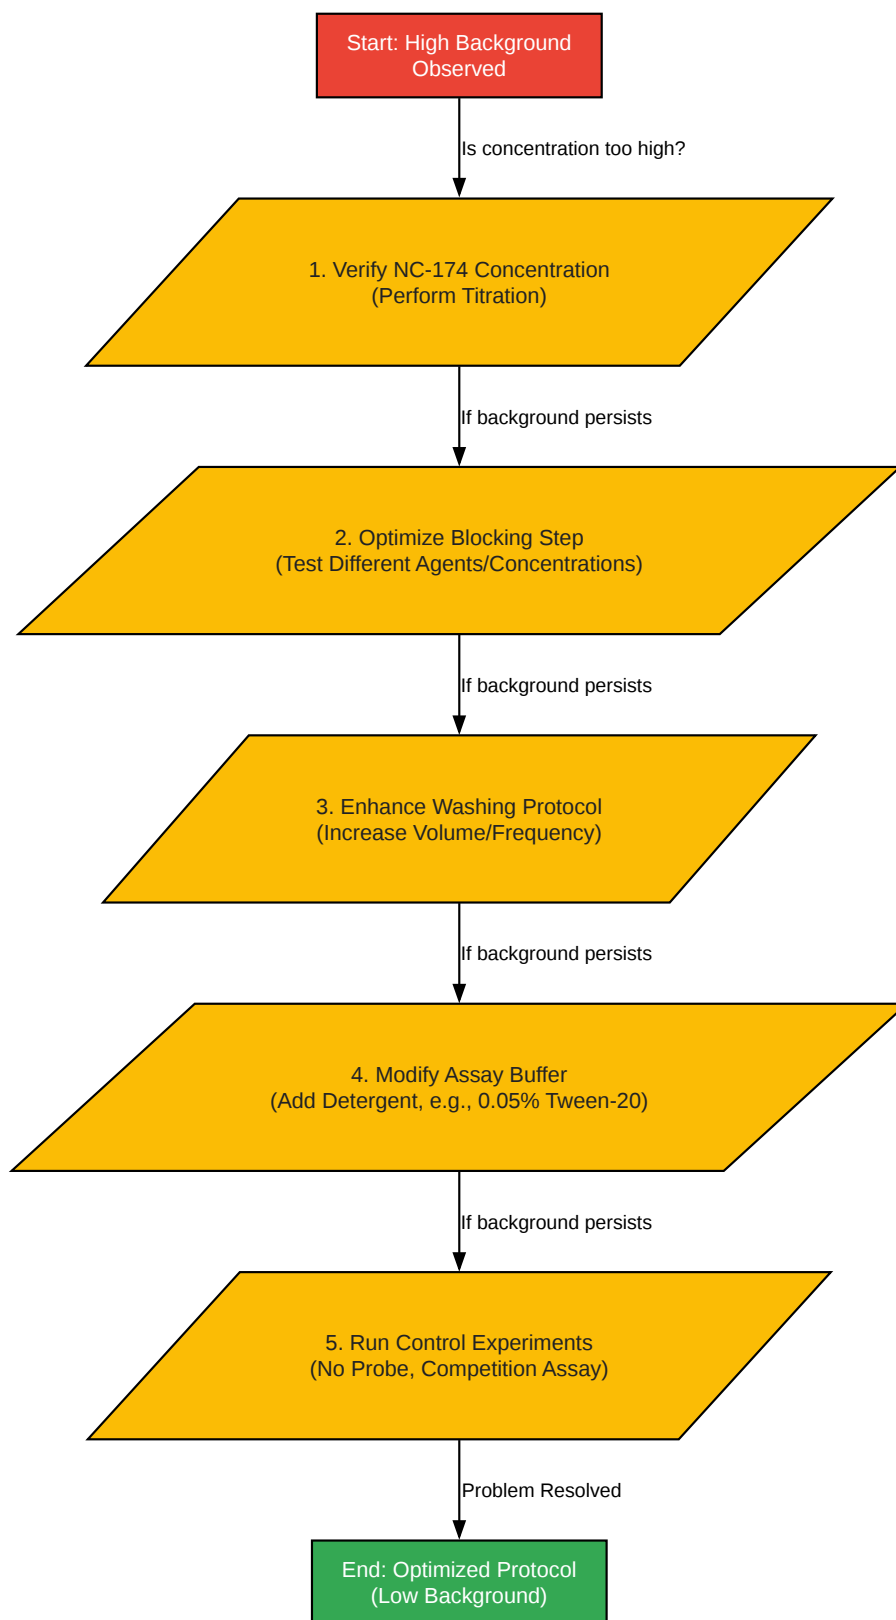 Start: High Background
Observed
Is concentration too high?
1. Verify NC-174 Concentration
(Perform Titration)
If background persists
2. Optimize Blocking Step
(Test Different Agents/Concentrations)
If background persists
3. Enhance Washing Protocol
(Increase Volume/Frequency)
If background persists
4. Modify Assay Buffer
(Add Detergent, e.g., 0.05% Tween-20)
If background persists
5. Run Control Experiments
(No Probe, Competition Assay)
Problem Resolved
End: Optimized Protocol
(Low Background)